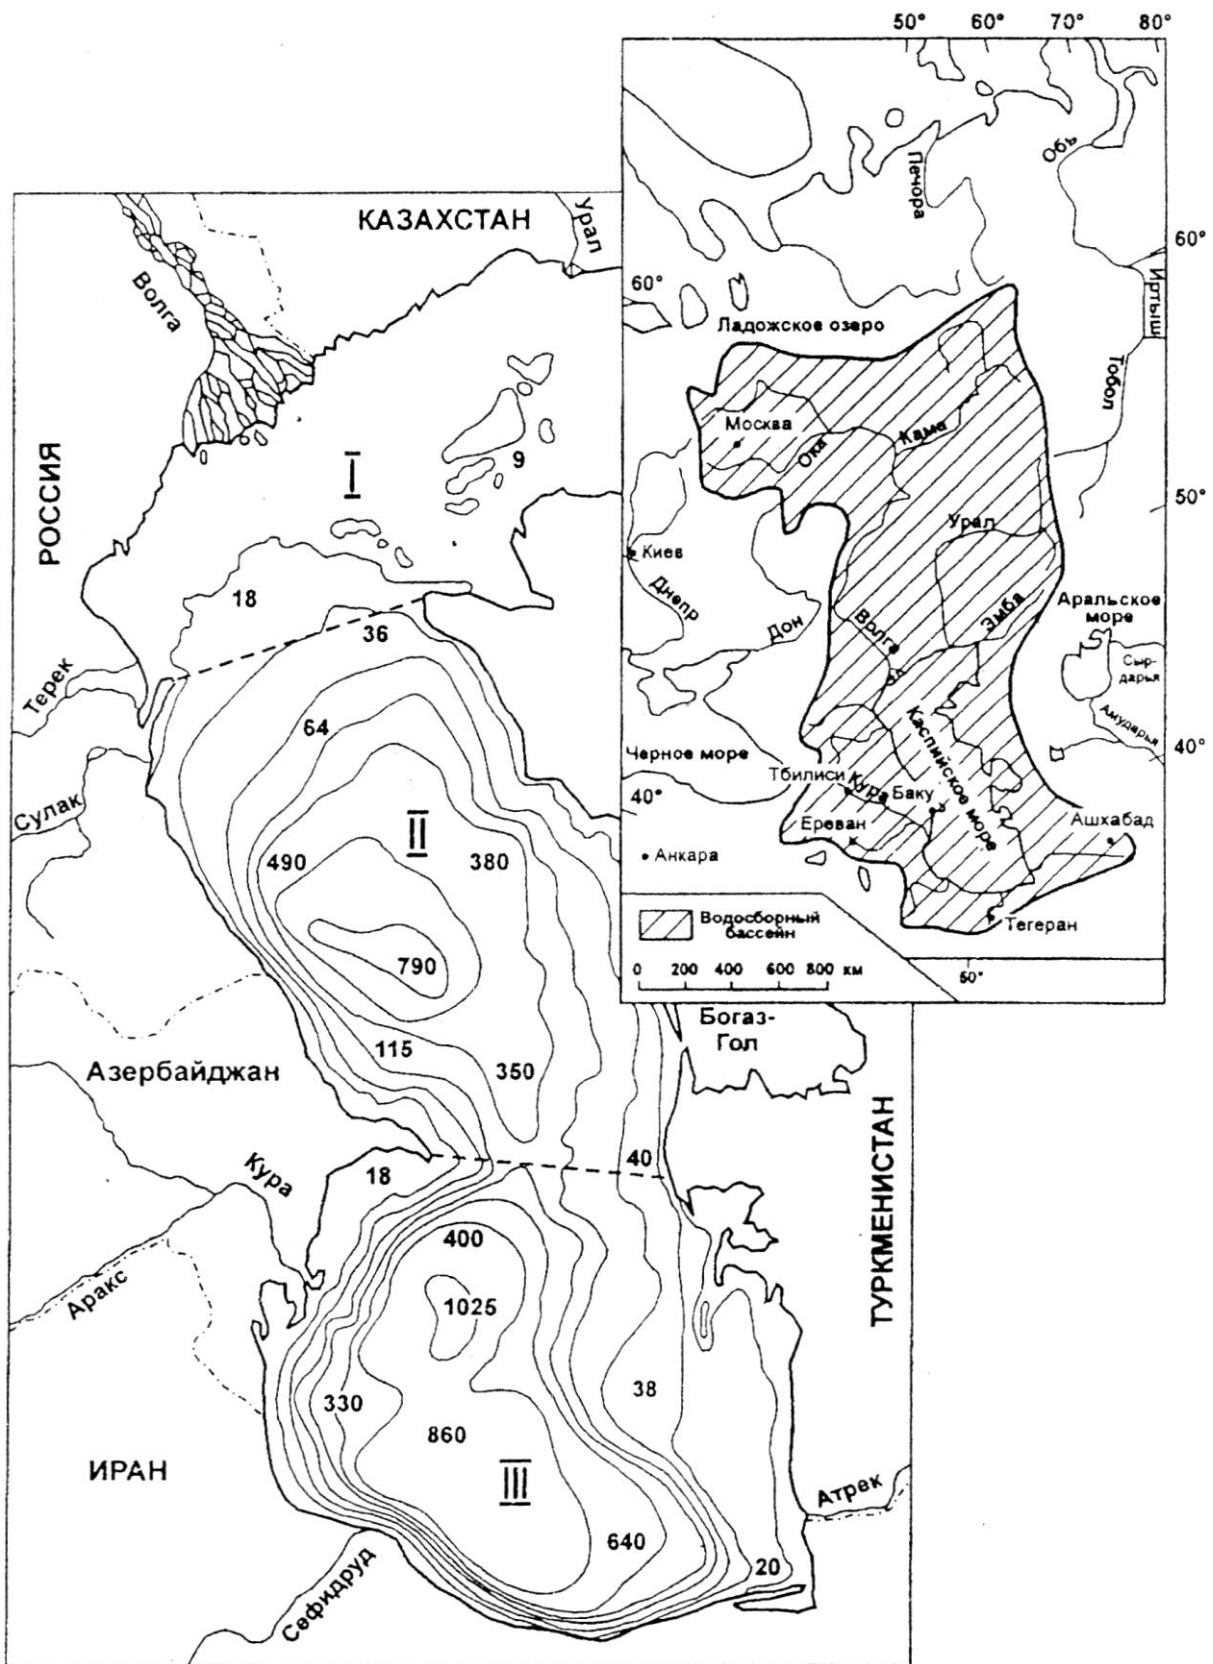 50° 60° 70° 80°
Обь
Печора
60°
Иртыш
60°
Ладожское озеро
Тобол
Москва
Ока
Кама
50°
Урал
Киев
Днепр
Дон
Волга
Эмба
Аральское
море
Сыр-
дарья
Амударья
Каспийское море
40°
Черное море
Тбилиси
Кура
Баку
40°
Ереван
Ашхабад
Анкара
Водосборный
бассейн
Тегеран
0 200 400 600 800 км
50°
КАЗАХСТАН
Урал
Волга
РОССИЯ
I
9
18
36
Терек
64
Сулак
II
490
380
790
Богаз-
Гол
115
350
Азербайджан
ТУРКМЕНИСТАН
Кура
18
40
400
Аракс
1025
38
330
860
ИРАН
III
Атрек
640
20
Сефидруд